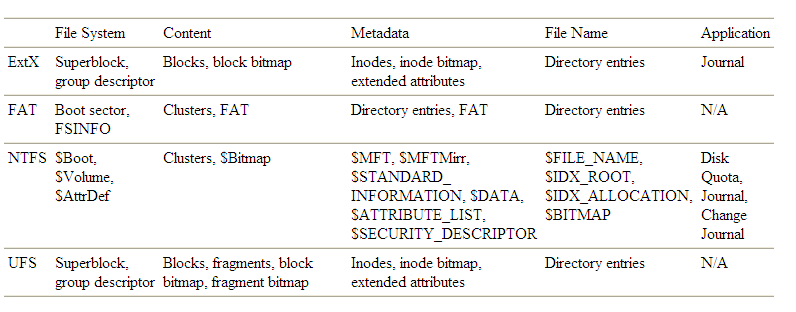 File System Content Metadata File Name Application
ExtX Superblock, Blocks, block bitmap Inodes, inode bitmap, Directory entries Journal
group descriptor extended attributes
FAT Boot sector, Clusters, FAT Directory entries, FAT Directory entries N/A
FSINFO
NTFS $Boot, Clusters, $Bitmap $MFT, $MFTMirr, $FILE_NAME, Disk
$Volume, $STANDARD_ $IDX_ROOT, Quota,
$AttrDef INFORMATION, $DATA, $IDX_ALLOCATION, Journal,
$ATTRIBUTE_LIST, $BITMAP Change
$SECURITY_DESCRIPTOR Journal
UFS Superblock, Blocks, fragments, block Inodes, inode bitmap, Directory entries N/A
group descriptor bitmap, fragment bitmap extended attributes